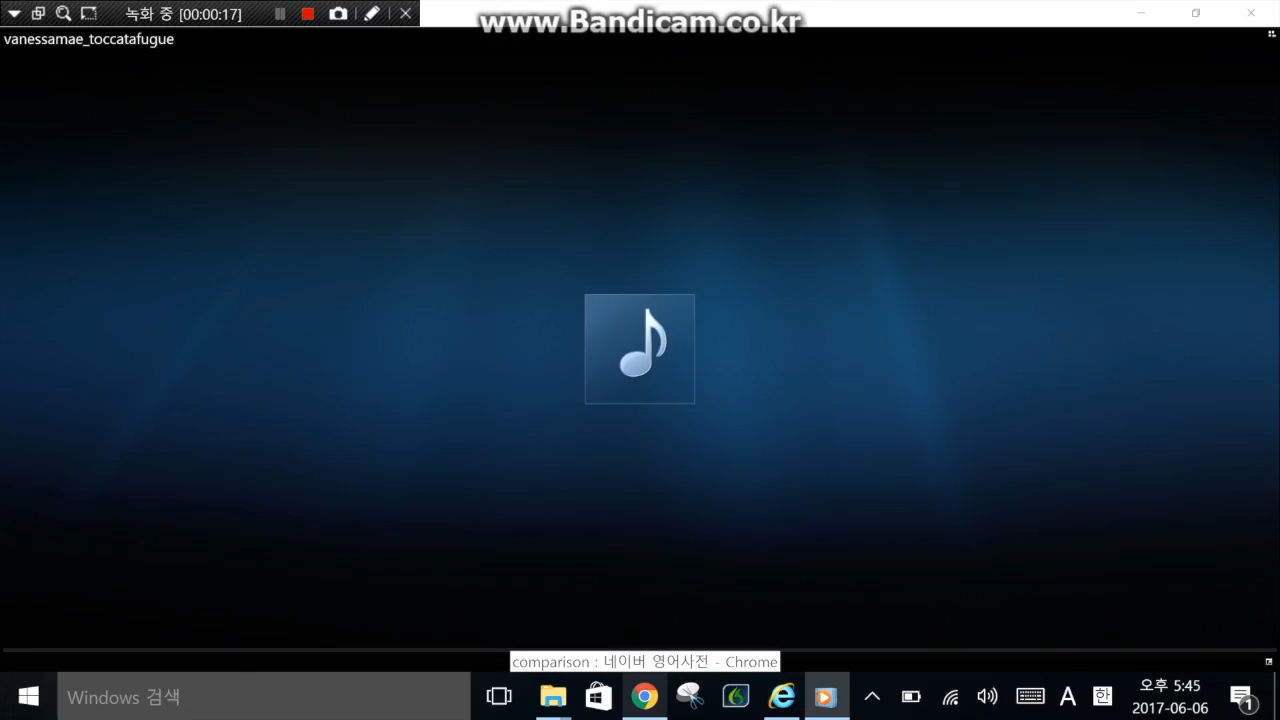 녹화 중 [00:00:17]
www.Bandicam.co.kr
vanessamae_toccatafugue
comparison : 네이버 영어사전 - Chrome
Windows 검색
A
한
오후 5:45
2017-06-06
1